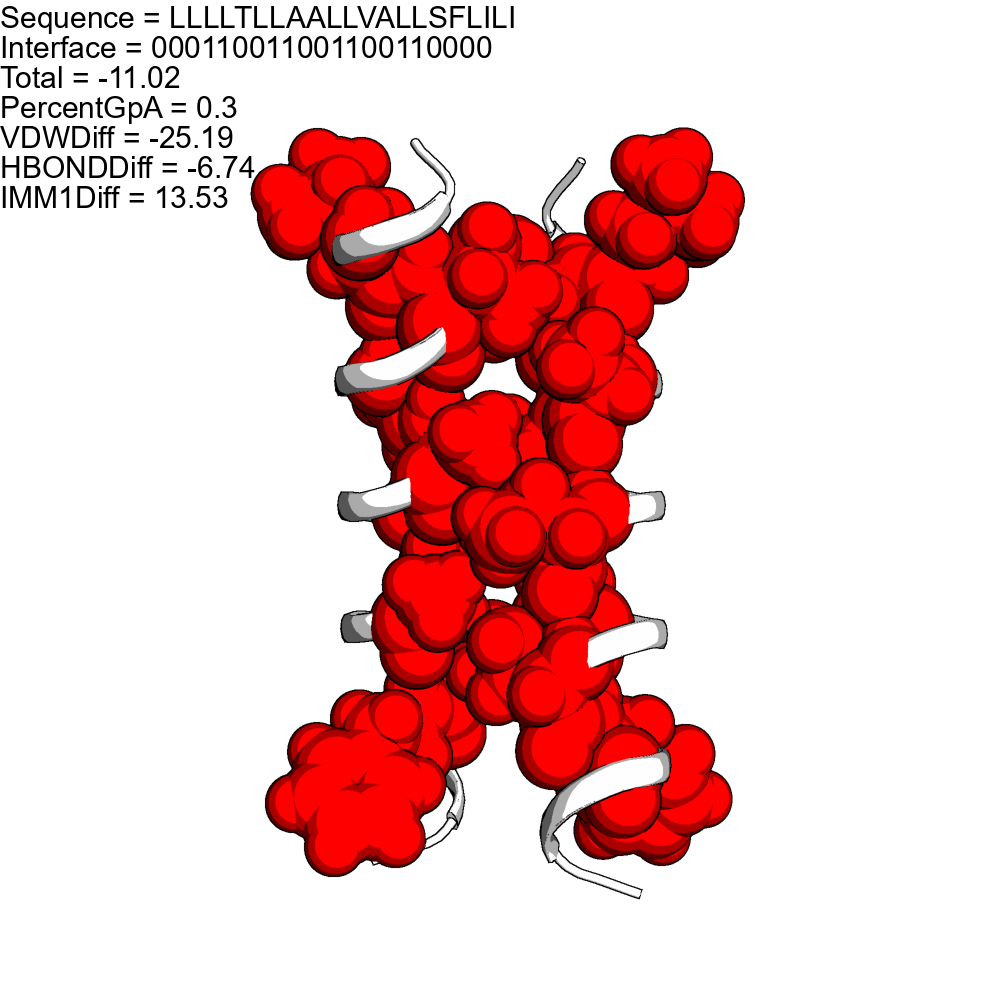 Sequence = LLLLTLLAALLVALLSFLILI
Interface = 000110011001100110000
Total = -11.02
PercentGpA = 0.3
VDWDiff = -25.19
HBONDDiff = -6.74
IMM1Diff = 13.53